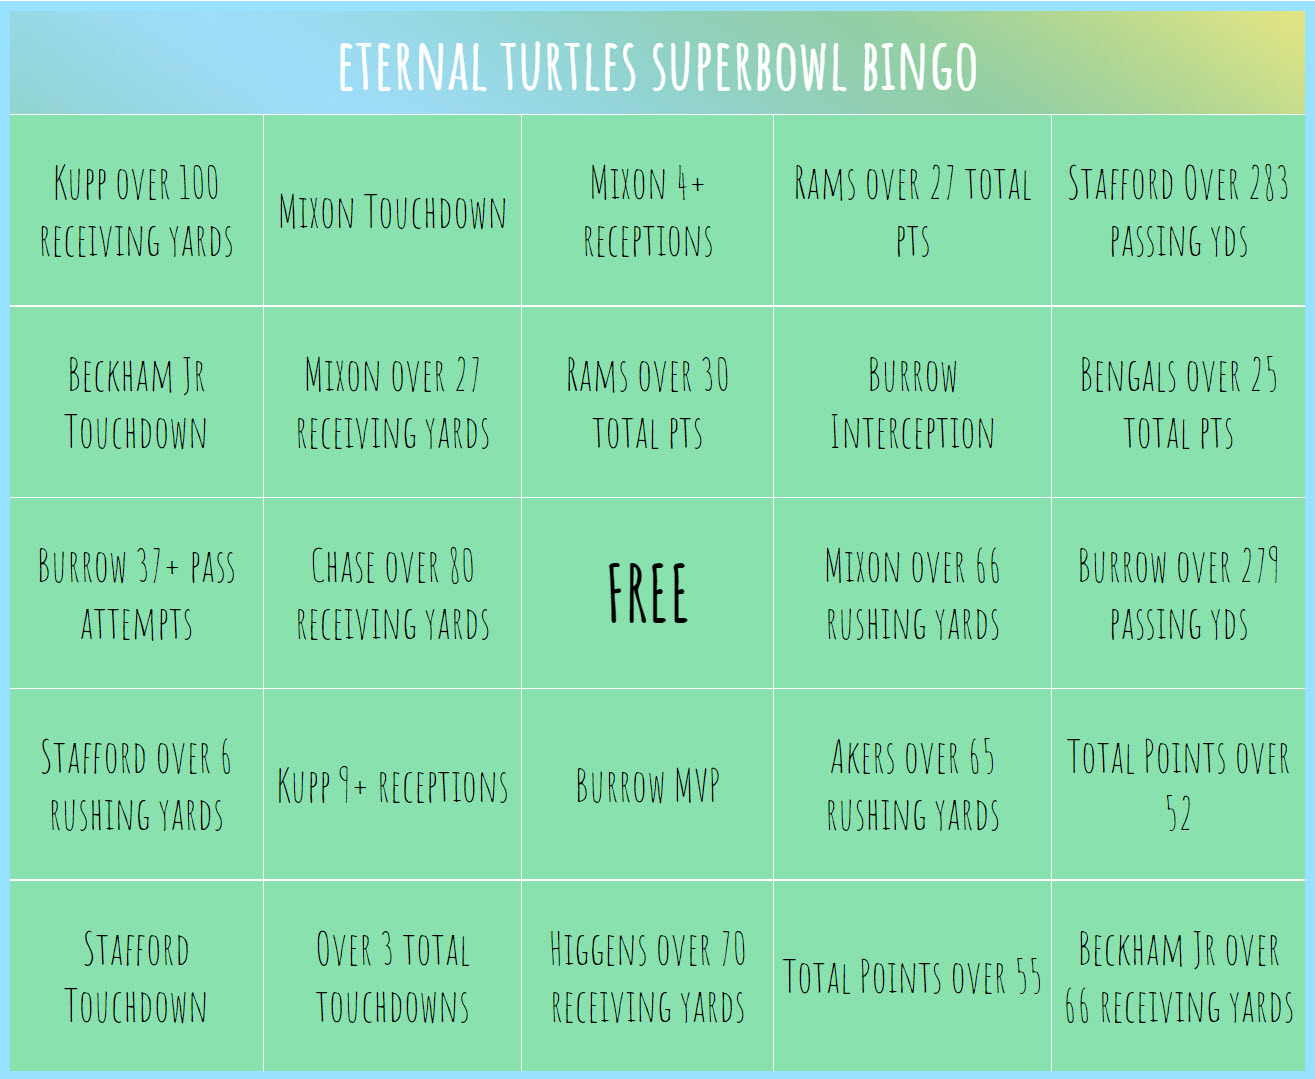 ETERNAL TURTLES SUPERBOWL BINGO
KUPP OVER 100
RECEIVING YARDS
MIXON TOUCHDOWN
MIXON 4+
RECEPTIONS
RAMS OVER 27 TOTAL
PTS
STAFFORD OVER 283
PASSING YDS
BECKHAM JR
TOUCHDOWN
MIXON OVER 27
RECEIVING YARDS
RAMS OVER 30
TOTAL PTS
BURROW
INTERCEPTION
BENGALS OVER 25
TOTAL PTS
BURROW 37+ PASS
ATTEMPTS
CHASE OVER 80
RECEIVING YARDS
FREE
MIXON OVER 66
RUSHING YARDS
BURROW OVER 279
PASSING YDS
STAFFORD OVER 6
RUSHING YARDS
KUPP 9+ RECEPTIONS
BURROW MVP
AKERS OVER 65
RUSHING YARDS
TOTAL POINTS OVER
52
STAFFORD
TOUCHDOWN
OVER 3 TOTAL
TOUCHDOWNS
HIGGENS OVER 70
RECEIVING YARDS
TOTAL POINTS OVER 55
BECKHAM JR OVER
66 RECEIVING YARDS